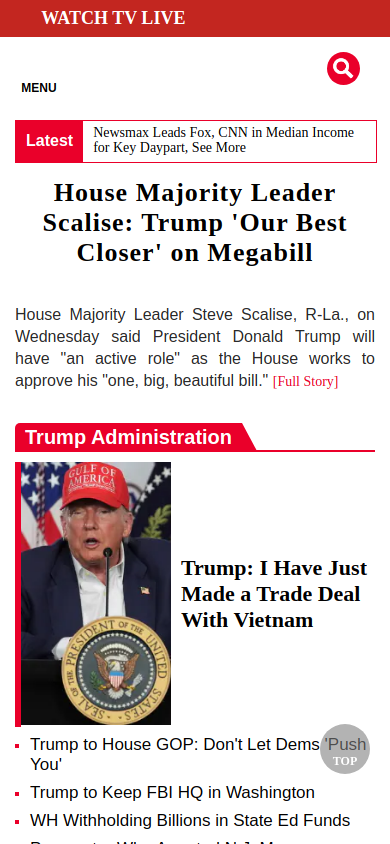 WATCH TV LIVE
MENU
Latest
Newsmax Leads Fox, CNN in Median Income
for Key Daypart, See More
House Majority Leader
Scalise: Trump 'Our Best
Closer' on Megabill
House Majority Leader Steve Scalise, R-La., on
Wednesday said President Donald Trump will
have "an active role" as the House works to
approve his "one, big, beautiful bill." [Full Story]
Trump Administration
GULF OF
AMERICA
SEAL OF THE PRESIDENT OF THE UNITED STATES
Trump: I Have Just
Made a Trade Deal
With Vietnam
Trump to House GOP: Don't Let Dems 'Push
You'
TOP
Trump to Keep FBI HQ in Washington
WH Withholding Billions in State Ed Funds